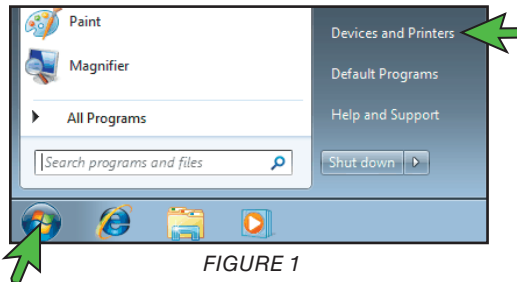 Paint
Devices and Printers
Magnifier
Default Programs
All Programs
Help and Support
Search programs and files
Shut down
FIGURE 1